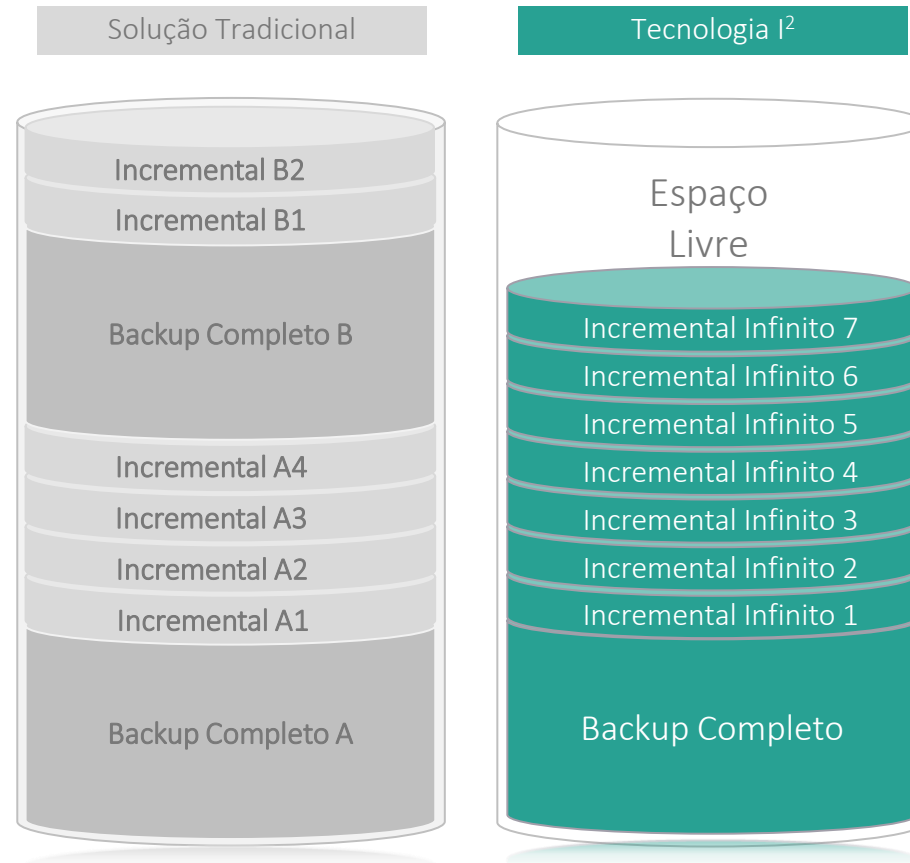 Solução Tradicional
Incremental B2
Incremental B1
Backup Completo B
Incremental A4
Incremental A3
Incremental A2
Incremental A1
Backup Completo A
Tecnologia I²
Espaço
Livre
Incremental Infinito 7
Incremental Infinito 6
Incremental Infinito 5
Incremental Infinito 4
Incremental Infinito 3
Incremental Infinito 2
Incremental Infinito 1
Backup Completo